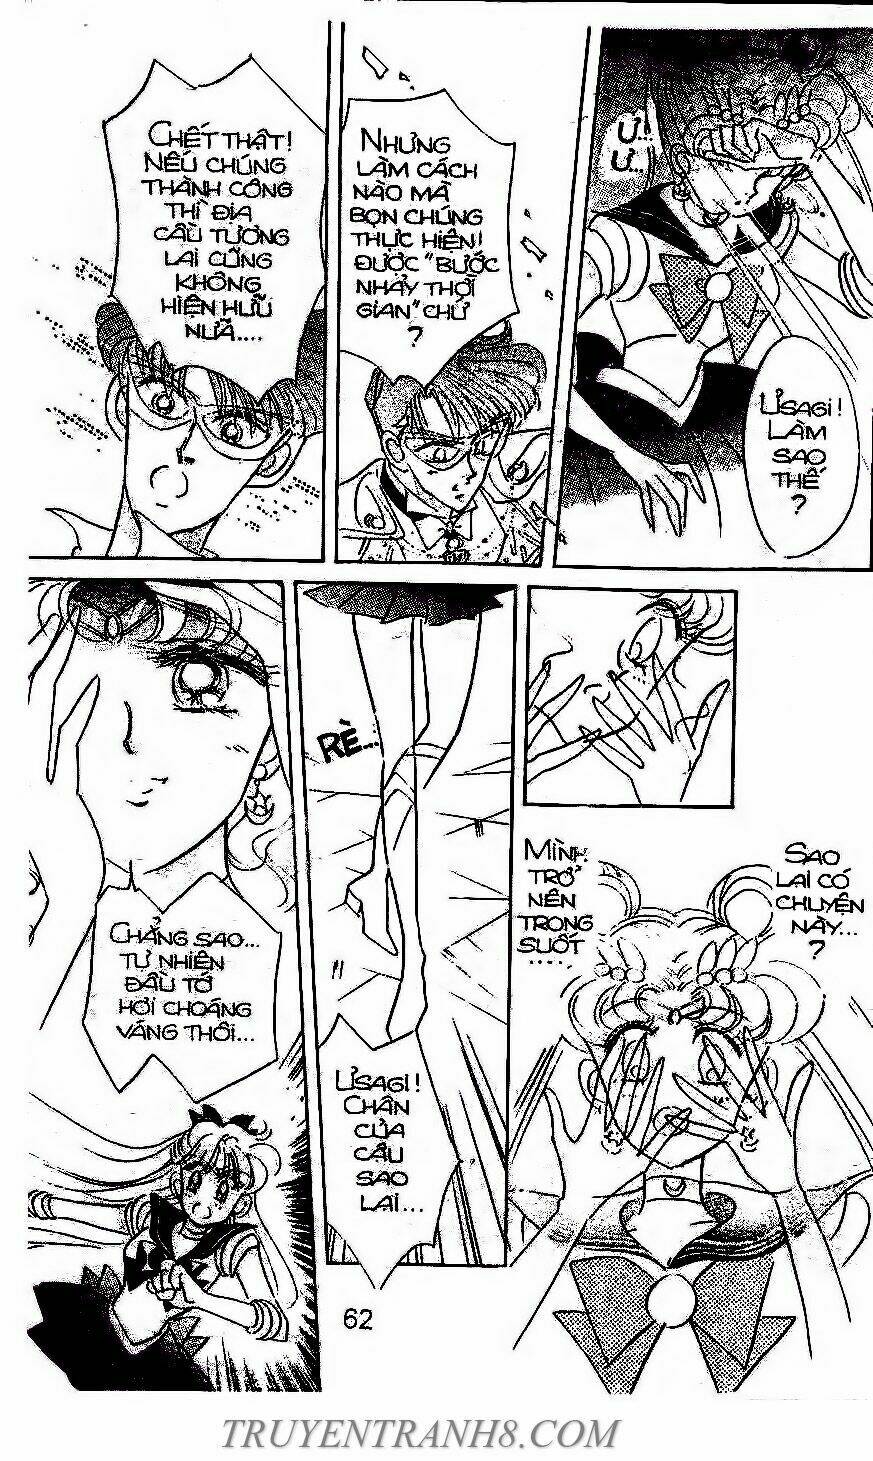 Ư...!
Ư...
ƯSAGI!
LÀM
SAO
THẾ
?
NHƯNG
LÀM CÁCH
NÀO MÀ
BỌN CHÚNG
THỰC HIỆN!
ĐƯỢC "BƯỚC
NHẢY THỜI
GIAN" CHỨ
?
CHẾT THẬT!
NẾU CHÚNG
THÀNH CÔNG
THÌ ĐỊA
CẦU TƯƠNG
LAI CŨNG
KHÔNG
HIỆN HỮU
NỮA....
SAO
LẠI CÓ
CHUYỆN
NÀY...
?
MÌNH
TRỞ
NÊN
TRONG
SUỐT
.....
RÈ...
ƯSAGI!
CHÂN
CỦA
CẬU
SAO
LẠI...
CHẲNG SAO...
TỰ NHIÊN
ĐẦU TỚ
HƠI CHOÁNG
VÁNG THÔI...
62
TRUYENTRANH8.COM